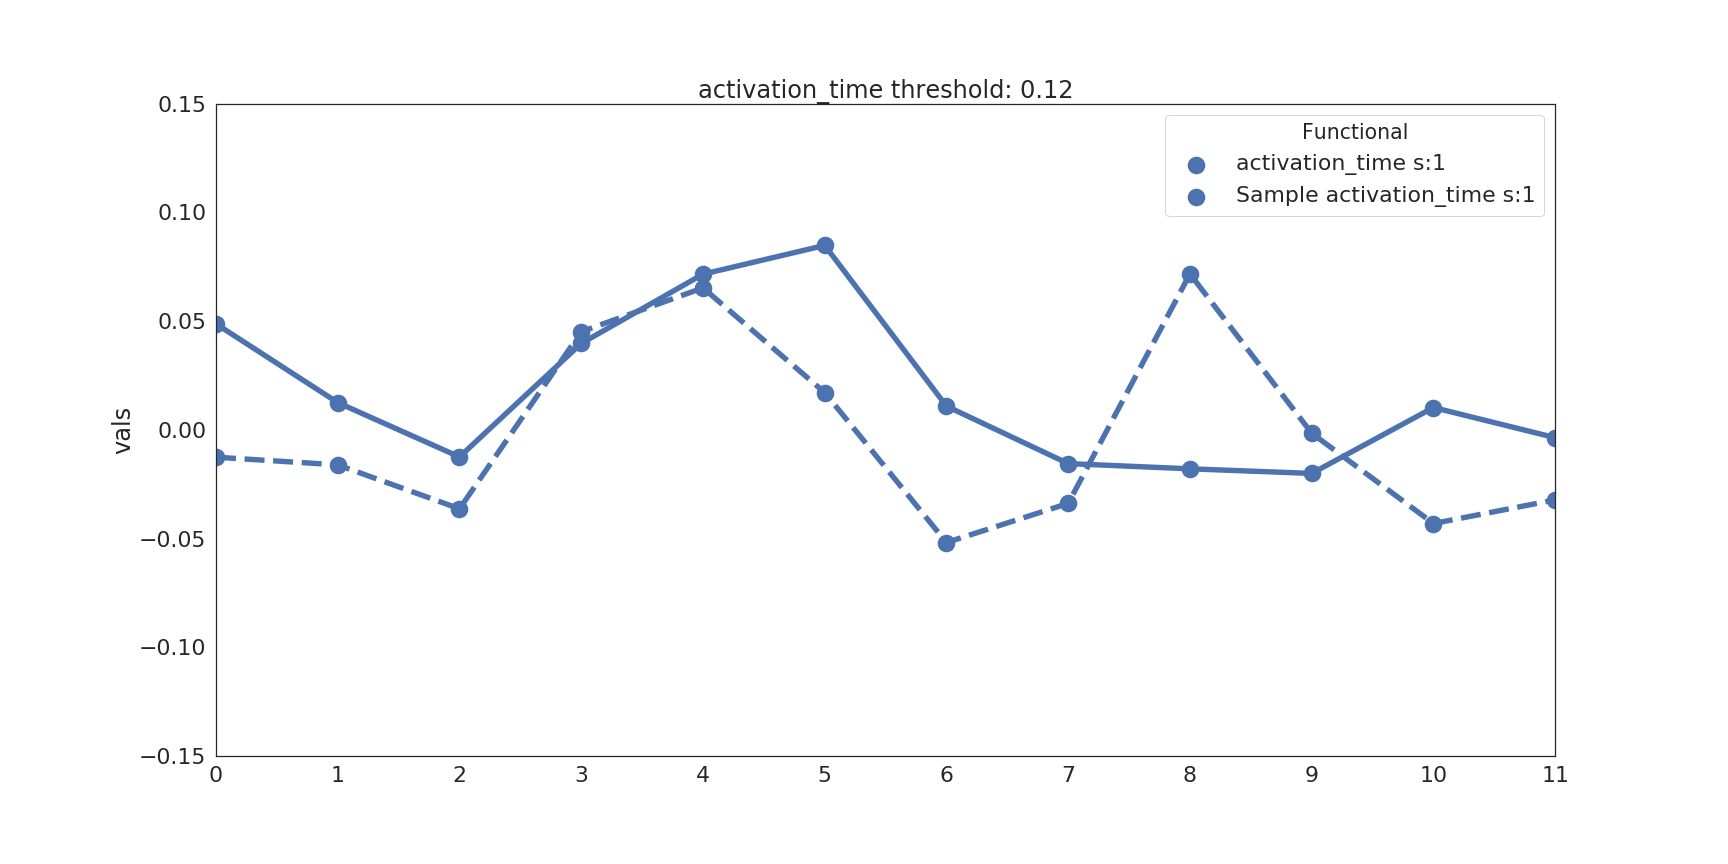 activation_time threshold: 0.12
0.15
0.10
0.05
0.00
−0.05
−0.10
−0.15
vals
Functional
activation_time s:1
Sample activation_time s:1
0 1 2 3 4 5 6 7 8 9 10 11